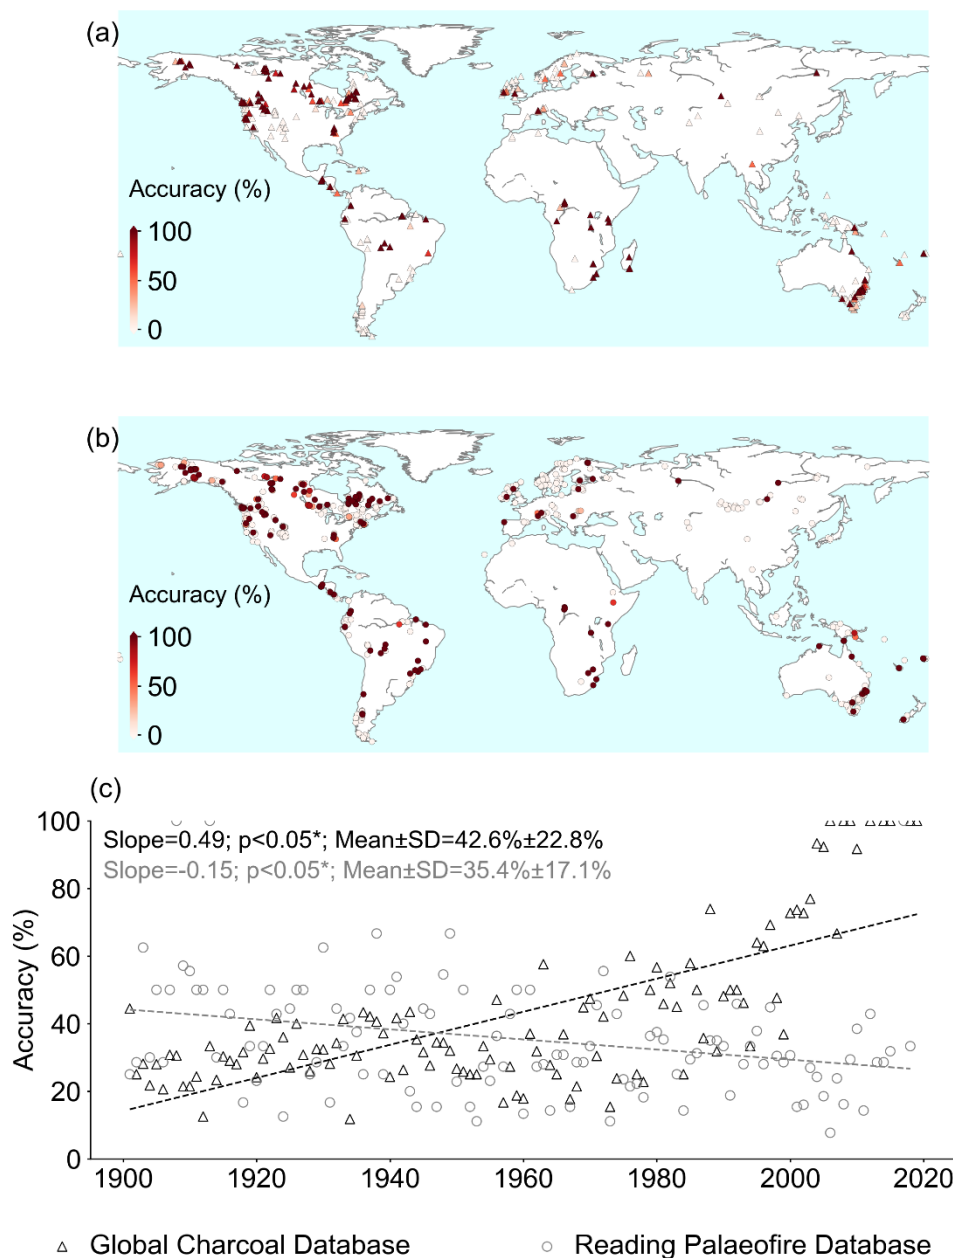 (a)
Accuracy (%)
100
50
0
(b)
Accuracy (%)
100
50
0
(c)
Slope=0.49; p<0.05*; Mean±SD=42.6%±22.8%
Slope=-0.15; p<0.05*; Mean±SD=35.4%±17.1%
Accuracy (%)
100
80
60
40
20
0
1900 1920 1940 1960 1980 2000 2020
Global Charcoal Database Reading Palaeofire Database